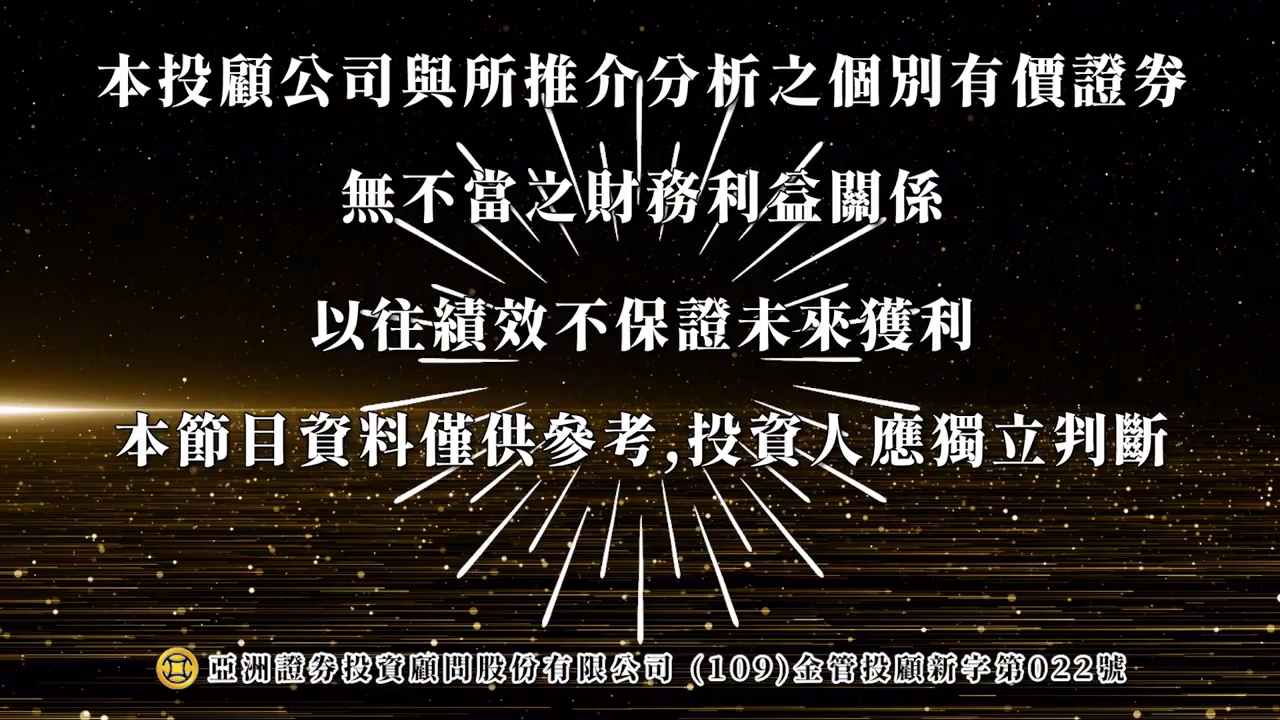 本投顧公司與所推介分析之個別有價證券
無不當之財務利益關係
以往績效不保證未來獲利
本節目資料僅供參考,投資人應獨立判斷
亞洲證券投資顧問股份有限公司 (109)金管投顧新字第022號